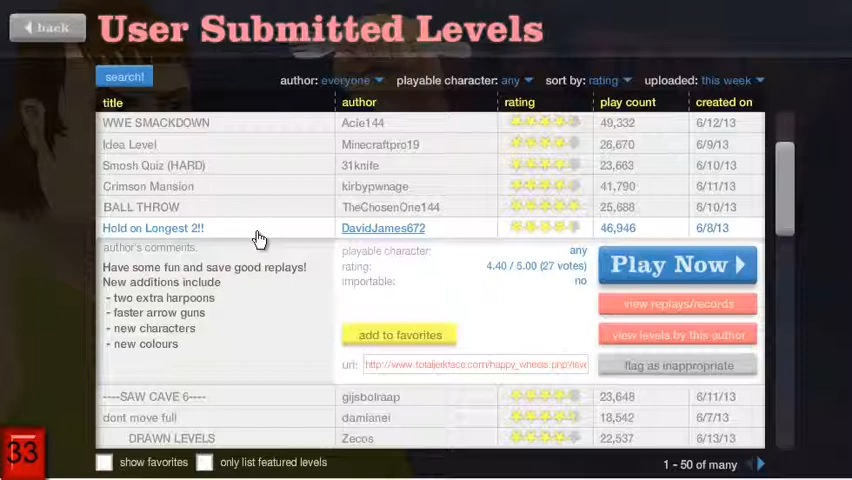 back
User Submitted Levels
search!
author: everyone playable character: any sort by: rating uploaded: this week
title author rating play count created on
WWE SMACKDOWN Acie144 49,332 6/12/13
Idea Level Minecraftpro19 26,670 6/9/13
Smosh Quiz (HARD) 31knife 23,663 6/10/13
Crimson Mansion kirbypwnage 41,790 6/11/13
BALL THROW TheChosenOne144 25,688 6/10/13
Hold on Longest 2!! DavidJames672 46,946 6/8/13
author's comments.
Have some fun and save good replays!
New additions include
- two extra harpoons
- faster arrow guns
- new characters
- new colours
playable character: any
rating: 4.40 / 5.00 (27 votes)
importable: no
add to favorites
url: http://www.totaljerkface.com/happy_wheels.php?leve
Play Now
view replays/records
view levels by this author
flag as inappropriate
----SAW CAVE 6---- gijsbolraap 23,648 6/11/13
dont move full damianei 18,542 6/7/13
DRAWN LEVELS Zecos 22,537 6/13/13
33
show favorites only list featured levels 1 - 50 of many